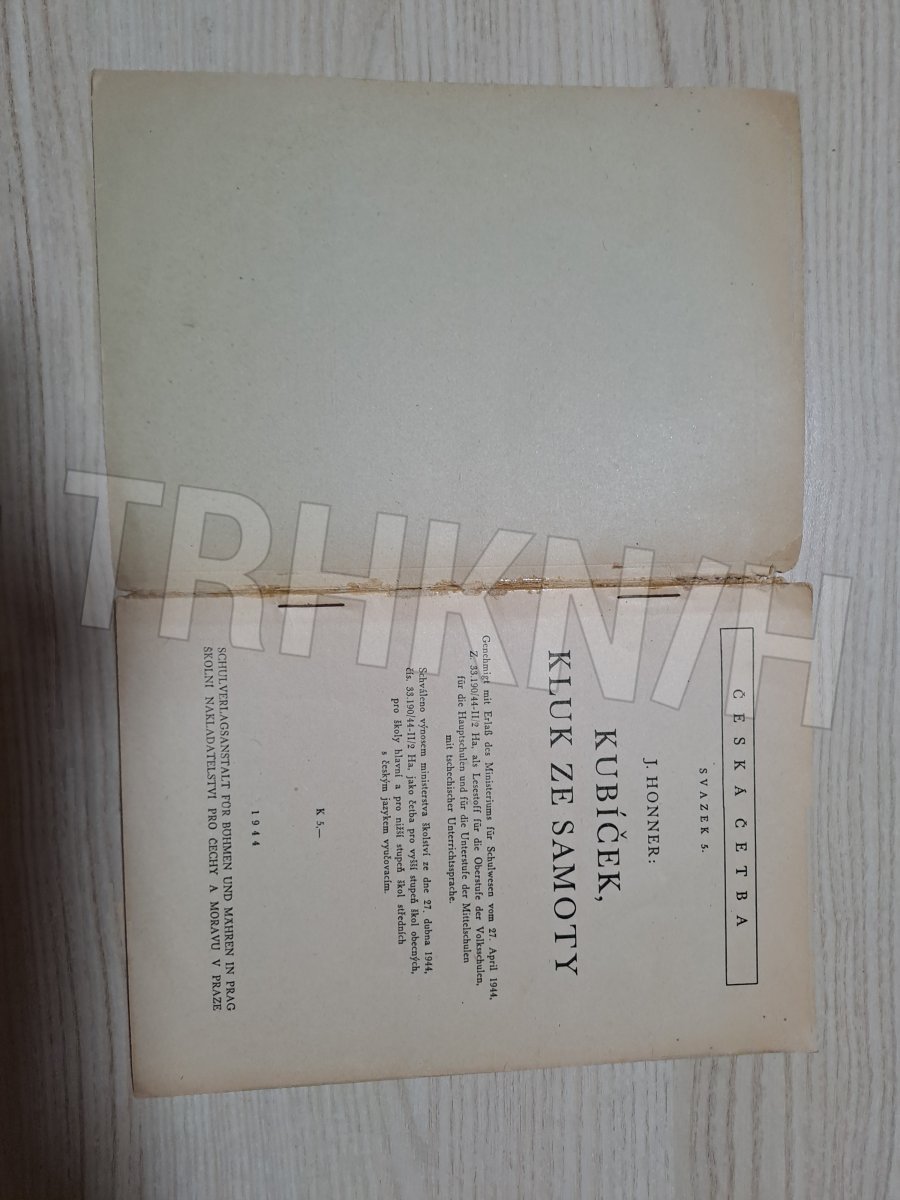 ČESKÁ ČETBA
SVAZEK 5.
J. HONNER:
KUBÍČEK,
KLUK ZE SAMOTY
Genehmigt mit Erlaß des Ministeriums für Schulwesen vom 27. April 1944,
Z. 33.190/44-II/2 Ha, als Lesestoff für die Oberstufe der Volksschulen,
für die Hauptschulen und für die Unterstufe der Mittelschulen
mit tschechischer Unterrichtssprache.
Schváleno výnosem ministerstva školství ze dne 27. dubna 1944,
čís. 33.190/44-II/2 Ha, jako četba pro vyšší stupeň škol obecných,
pro školy hlavní a pro nižší stupeň škol středních
s českým jazykem vyučovacím.
K 5,—
1944
SCHULVERLAGSANSTALT FÜR BÖHMEN UND MÄHREN IN PRAG
ŠKOLNÍ NAKLADATELSTVÍ PRO ČECHY A MORAVU V PRAZE
TRHKNIH